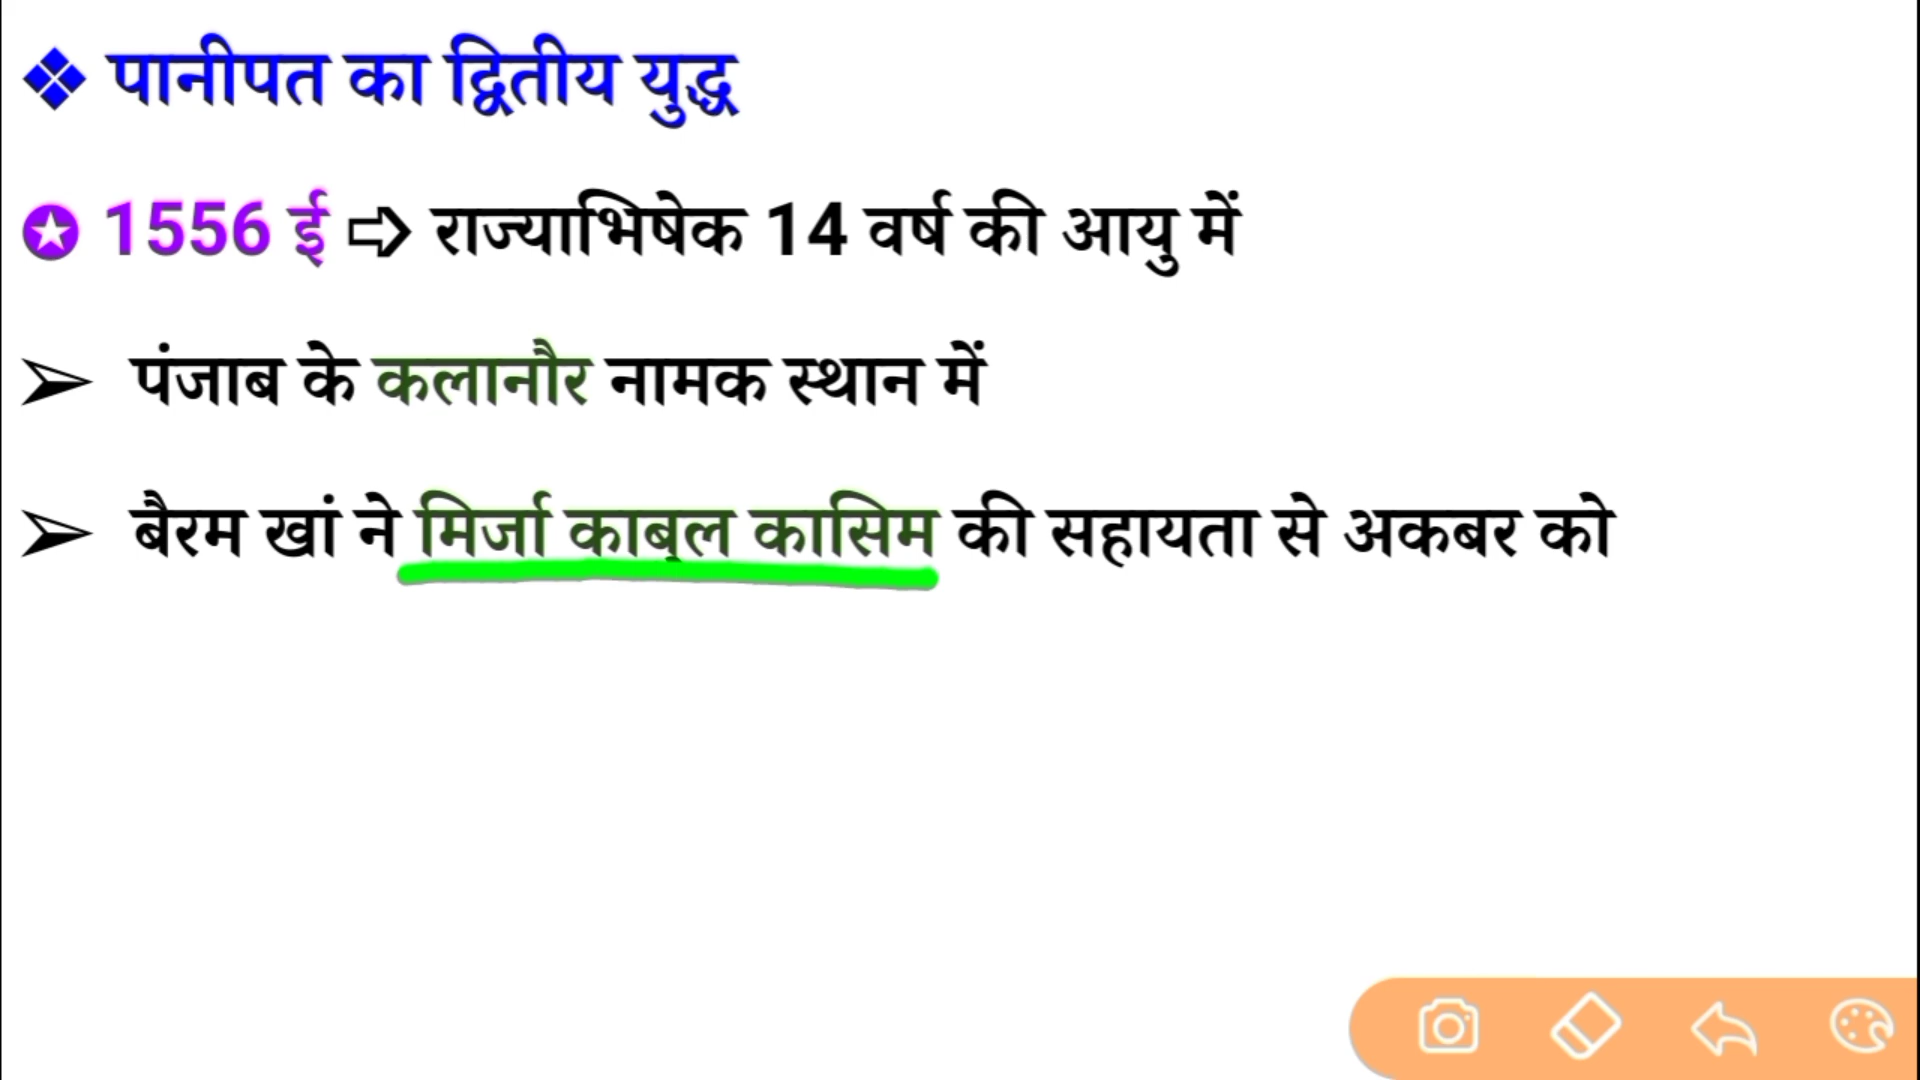 ❖ पानीपत का द्वितीय युद्ध
✪ 1556 ई ➩ राज्याभिषेक 14 वर्ष की आयु में
➢ पंजाब के कलानौर नामक स्थान में
➢ बैरम खां ने मिर्जा काबुल कासिम की सहायता से अकबर को